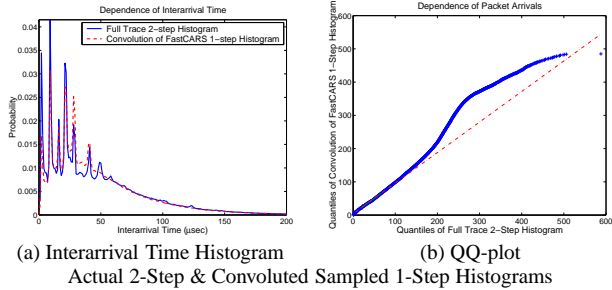 Dependence of Interarrival Time
Full Trace 2-step Histogram
Convolution of FastCARS 1-step Histogram
Probability
0.04
0.035
0.03
0.025
0.02
0.015
0.01
0.005
0
0 50 100 150 200
Interarrival Time (μsec)
(a) Interarrival Time Histogram
Dependence of Packet Arrivals
Quantiles of Convolution of FastCARS 1-Step Histogram
600
500
400
300
200
100
0
0 100 200 300 400 500 600
Quantiles of Full Trace 2-Step Histogram
(b) QQ-plot
Actual 2-Step & Convoluted Sampled 1-Step Histograms